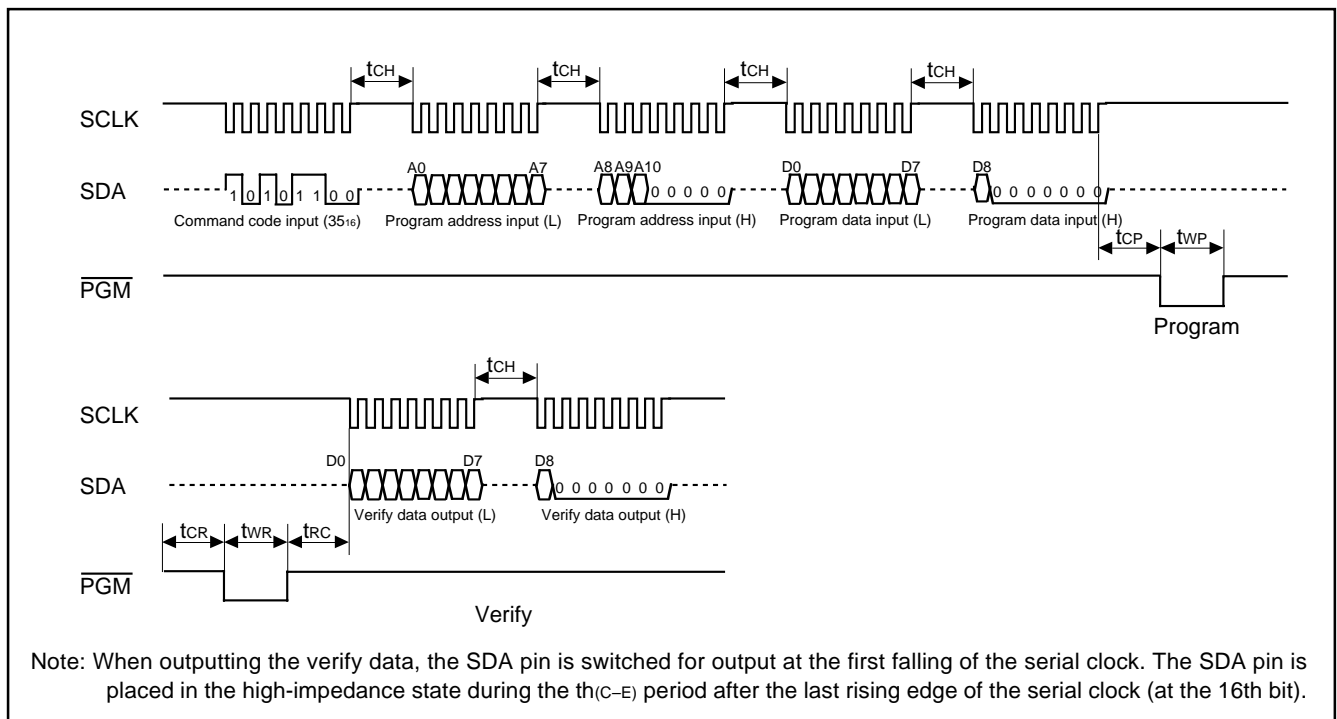 tCH tCH tCH tCH
SCLK
A0 A7 A8 A9 A10 D0 D7 D8
SDA
1 0 1 0 1 1 0 0 0 0 0 0 0 0 0 0 0 0 0 0
Command code input (3516) Program address input (L) Program address input (H) Program data input (L) Program data input (H)
tCP tWP
PGM
Program
tCH
SCLK
D0 D7 D8
SDA
0 0 0 0 0 0 0
Verify data output (L) Verify data output (H)
tCR tWR tRC
PGM
Verify
Note: When outputting the verify data, the SDA pin is switched for output at the first falling of the serial clock. The SDA pin is
placed in the high-impedance state during the th(C–E) period after the last rising edge of the serial clock (at the 16th bit).